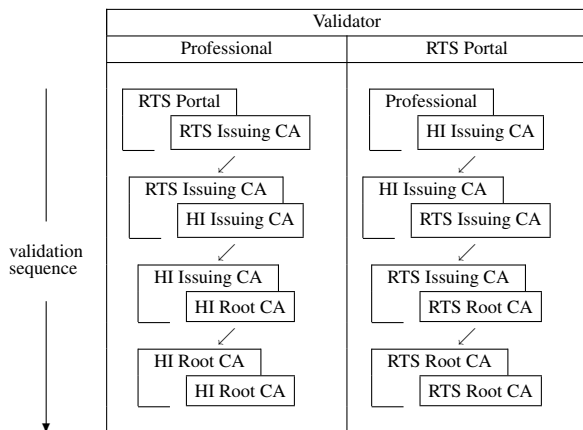 Validator
Professional
RTS Portal
RTS Portal
RTS Issuing CA
Professional
HI Issuing CA
RTS Issuing CA
HI Issuing CA
HI Issuing CA
RTS Issuing CA
validation
sequence
HI Issuing CA
HI Root CA
RTS Issuing CA
RTS Root CA
HI Root CA
HI Root CA
RTS Root CA
RTS Root CA